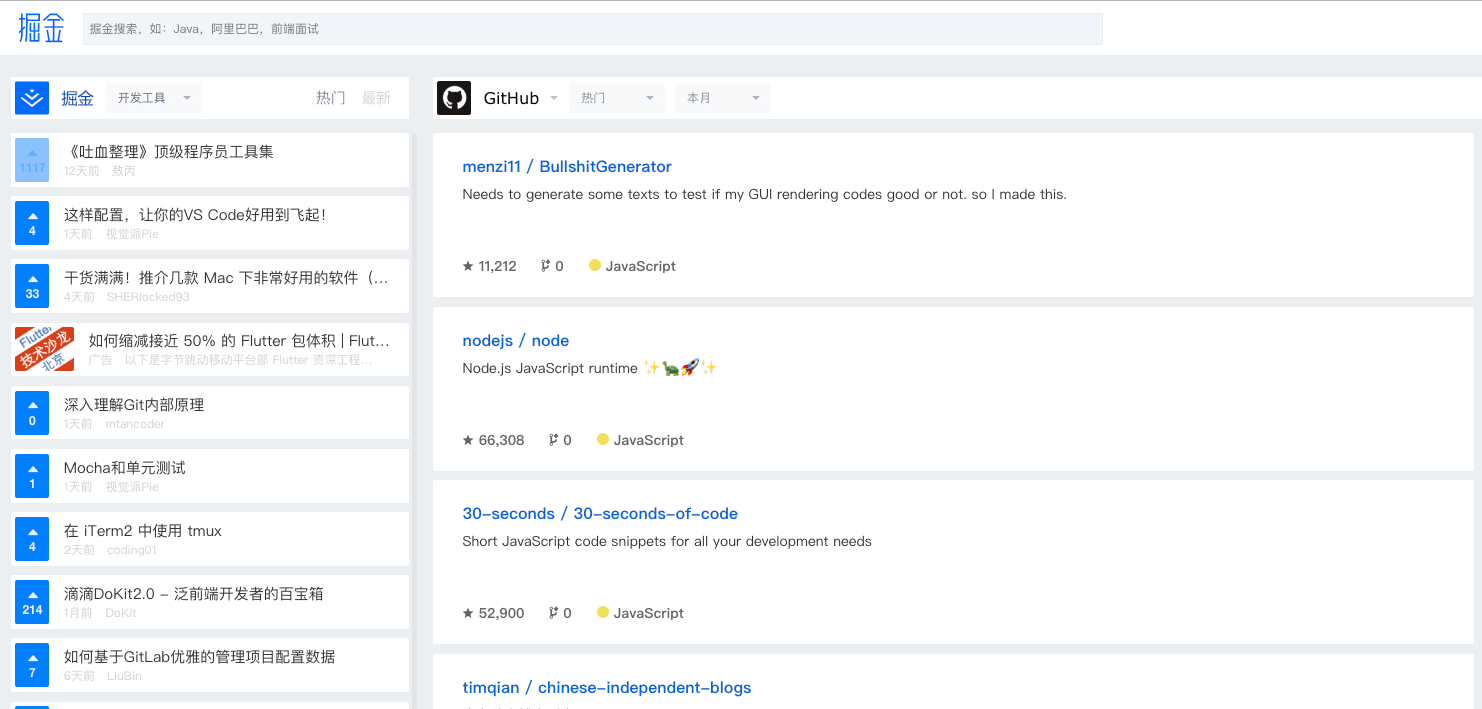 掘金
掘金搜索，如：Java，阿里巴巴，前端面试
掘金 开发工具 热门 最新
1117
《吐血整理》顶级程序员工具集
12天前 敖丙
4
这样配置，让你的VS Code好用到飞起！
1天前 视觉派Pie
33
干货满满！推介几款 Mac 下非常好用的软件（...
4天前 SHERlocked93
Flutter
技术沙龙
北京
如何缩减接近 50% 的 Flutter 包体积 | Flut...
广告 以下是字节跳动移动平台部 Flutter 资深工程...
0
深入理解Git内部原理
1天前 mtancoder
1
Mocha和单元测试
1天前 视觉派Pie
4
在 iTerm2 中使用 tmux
2天前 coding01
214
滴滴DoKit2.0 - 泛前端开发者的百宝箱
1月前 DoKit
7
如何基于GitLab优雅的管理项目配置数据
6天前 LiuBin
GitHub 热门 本月
menzi11 / BullshitGenerator
Needs to generate some texts to test if my GUI rendering codes good or not. so I made this.
★ 11,212 0 JavaScript
nodejs / node
Node.js JavaScript runtime ✨🐢🚀✨
★ 66,308 0 JavaScript
30-seconds / 30-seconds-of-code
Short JavaScript code snippets for all your development needs
★ 52,900 0 JavaScript
timqian / chinese-independent-blogs